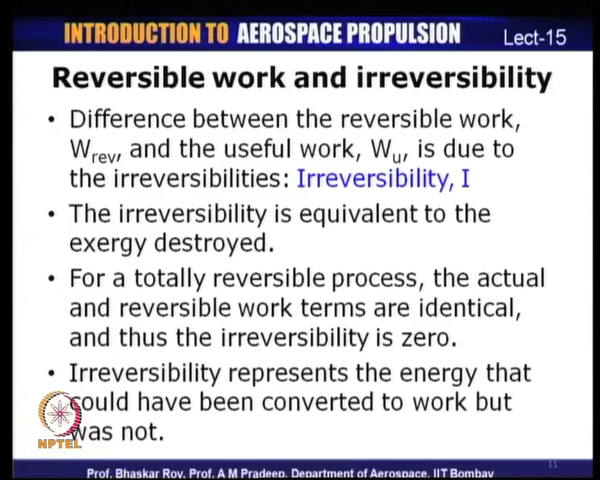 INTRODUCTION TO AEROSPACE PROPULSION
Lect-15
Reversible work and irreversibility
• Difference between the reversible work,
Wrev, and the useful work, Wu, is due to
the irreversibilities: Irreversibility, I
• The irreversibility is equivalent to the
exergy destroyed.
• For a totally reversible process, the actual
and reversible work terms are identical,
and thus the irreversibility is zero.
• Irreversibility represents the energy that
could have been converted to work but
was not.
NPTEL
11
Prof. Bhaskar Roy, Prof. A M Pradeep, Department of Aerospace, IIT Bombay